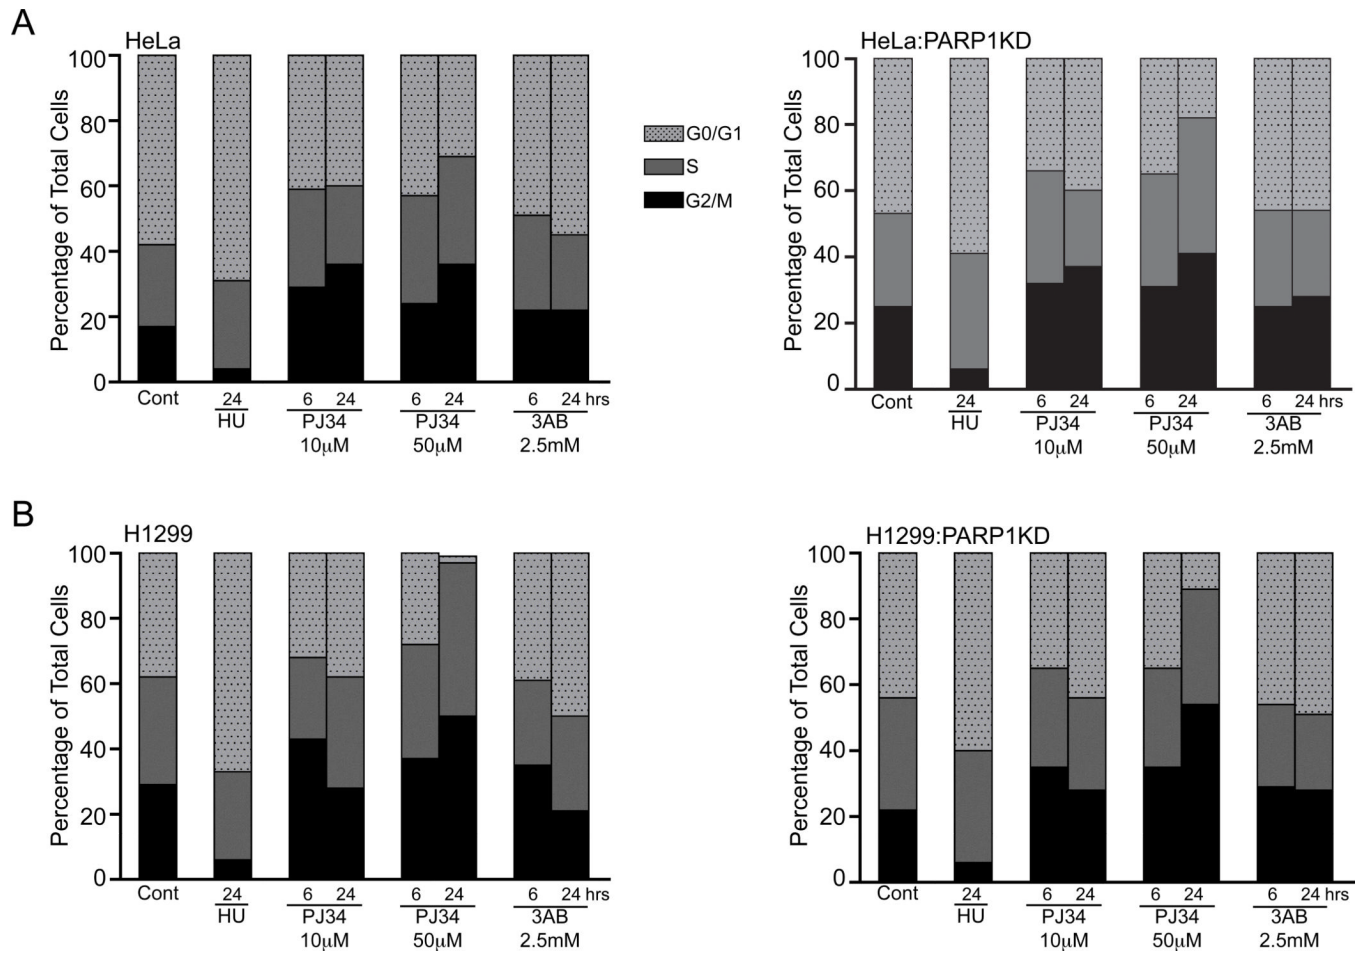 A
HeLa
Percentage of Total Cells
100
80
60
40
20
0
Cont
24
HU
6 24
PJ34
10μM
6 24
PJ34
50μM
6 24 hrs
3AB
2.5mM
G0/G1
S
G2/M
HeLa:PARP1KD
Percentage of Total Cells
100
80
60
40
20
0
Cont
24
HU
6 24
PJ34
10μM
6 24
PJ34
50μM
6 24 hrs
3AB
2.5mM
B
H1299
Percentage of Total Cells
100
80
60
40
20
0
Cont
24
HU
6 24
PJ34
10μM
6 24
PJ34
50μM
6 24 hrs
3AB
2.5mM
H1299:PARP1KD
Percentage of Total Cells
100
80
60
40
20
0
Cont
24
HU
6 24
PJ34
10μM
6 24
PJ34
50μM
6 24 hrs
3AB
2.5mM